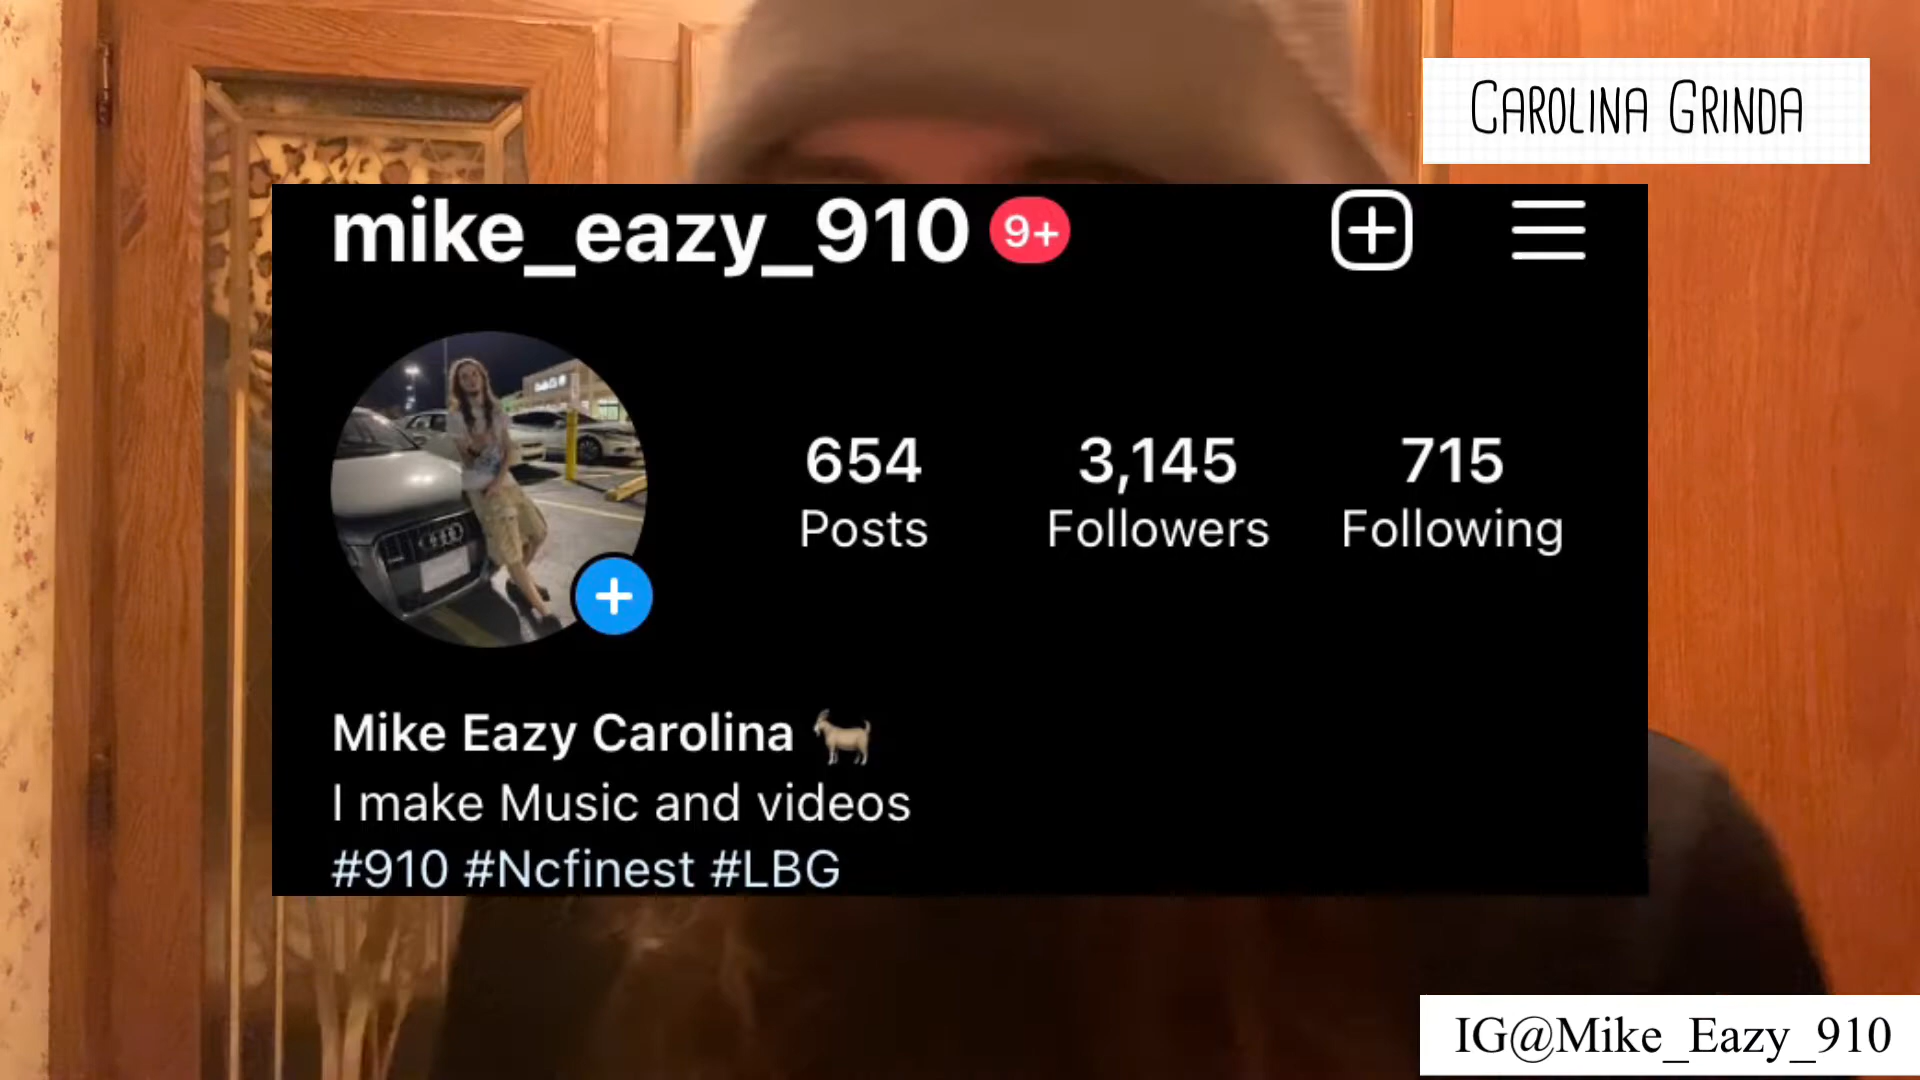 CAROLINA GRINDA
mike_eazy_910 9+
654 3,145 715
Posts Followers Following
Mike Eazy Carolina 🐐
I make Music and videos
#910 #Ncfinest #LBG
IG@Mike_Eazy_910